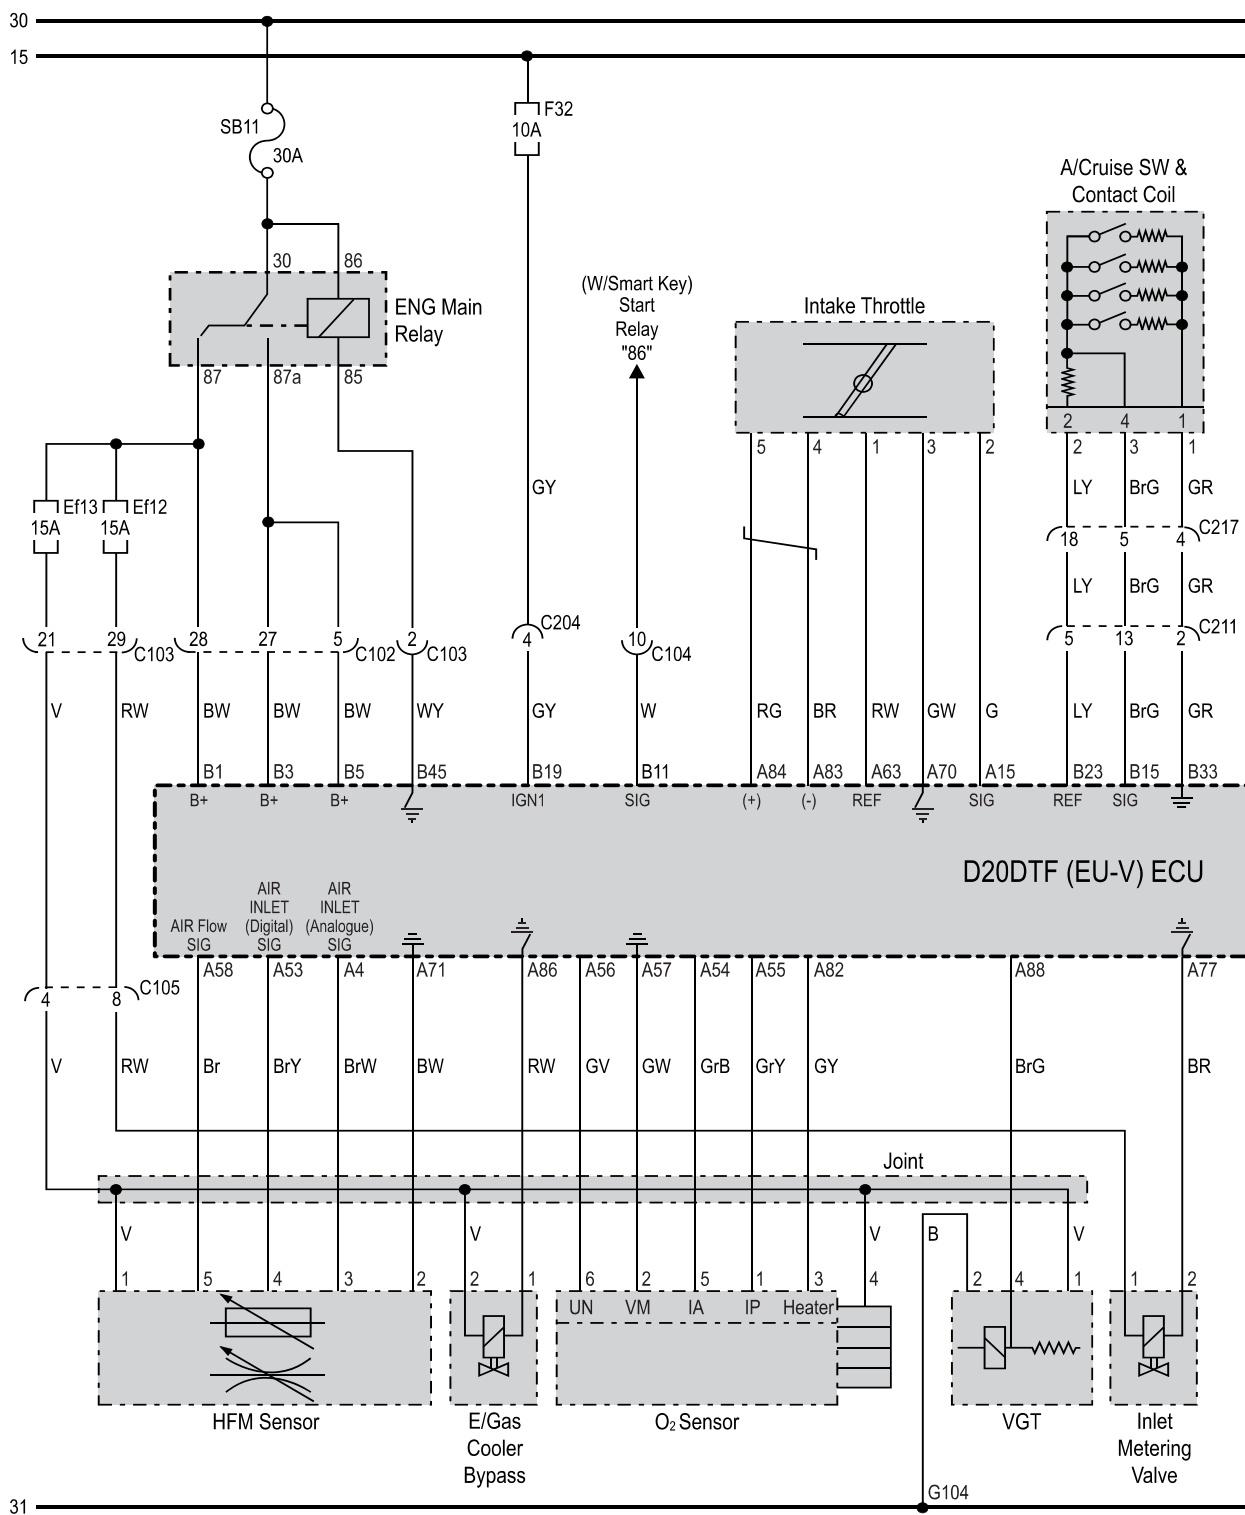 30
15
SB11
30A
F32
10A
A/Cruise SW &
Contact Coil
30 86
ENG Main
Relay
87 87a 85
(W/Smart Key)
Start
Relay
"86"
Intake Throttle
5 4 1 3 2
2 4 1
2 3 1
GY
LY BrG GR
Ef13 Ef12
15A 15A
18 5 4 C217
LY BrG GR
21 29 C103
28 27 5 C102
2 C103
4 C204
10 C104
5 13 2 C211
V RW BW BW BW WY GY W RG BR RW GW G LY BrG GR
B1 B3 B5 B45 B19 B11 A84 A83 A63 A70 A15 B23 B15 B33
B+ B+ B+ IGN1 SIG (+) (-) REF SIG REF SIG
D20DTF (EU-V) ECU
AIR Flow
SIG
AIR
INLET
(Digital)
SIG
AIR
INLET
(Analogue)
SIG
A58 A53 A4 A71 A86 A56 A57 A54 A55 A82 A88 A77
4 8 C105
V RW Br BrY BrW BW RW GV GW GrB GrY GY BrG BR
Joint
V V V B V
1 5 4 3 2 2 1 6 2 5 1 3 4 2 4 1 1 2
UN VM IA IP Heater
HFM Sensor
E/Gas
Cooler
Bypass
O2 Sensor
VGT
Inlet
Metering
Valve
G104
31